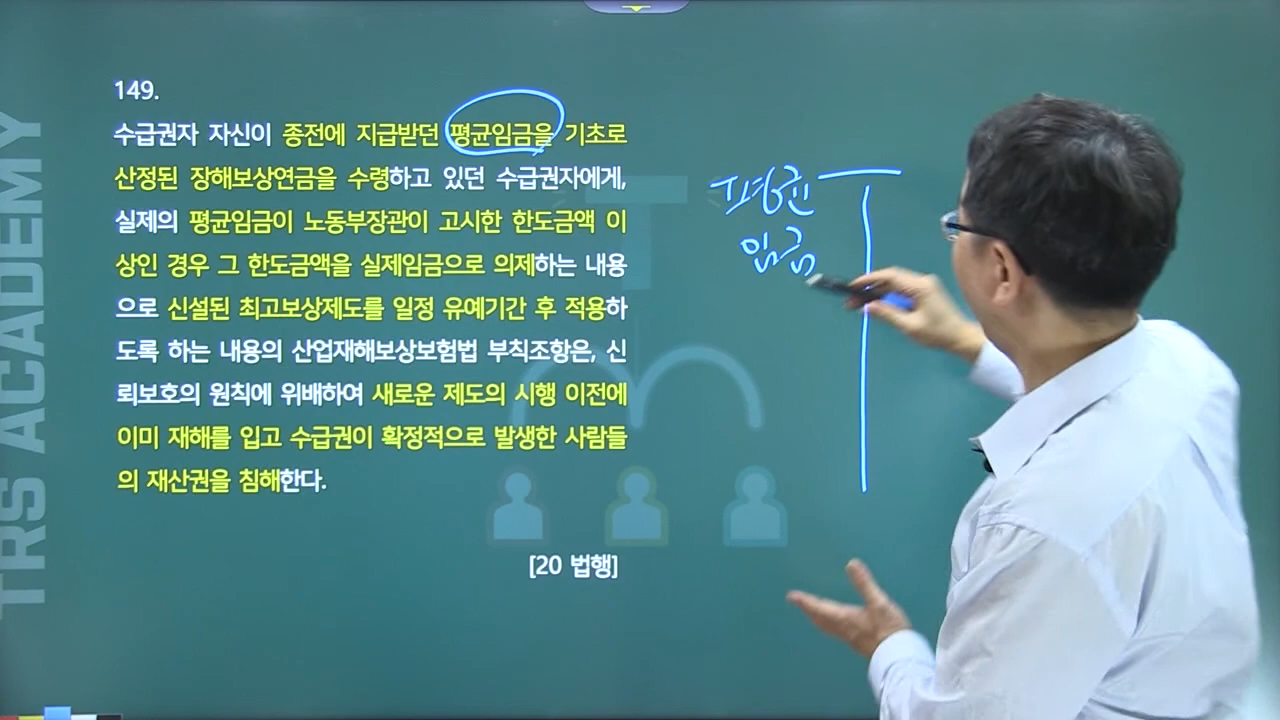 149.
수급권자 자신이 종전에 지급받던 평균임금을 기초로
산정된 장해보상연금을 수령하고 있던 수급권자에게,
실제의 평균임금이 노동부장관이 고시한 한도금액 이
상인 경우 그 한도금액을 실제임금으로 의제하는 내용
으로 신설된 최고보상제도를 일정 유예기간 후 적용하
도록 하는 내용의 산업재해보상보험법 부칙조항은, 신
뢰보호의 원칙에 위배하여 새로운 제도의 시행 이전에
이미 재해를 입고 수급권이 확정적으로 발생한 사람들
의 재산권을 침해한다.
[20 법행]
평균
임금
TRS ACADEMY